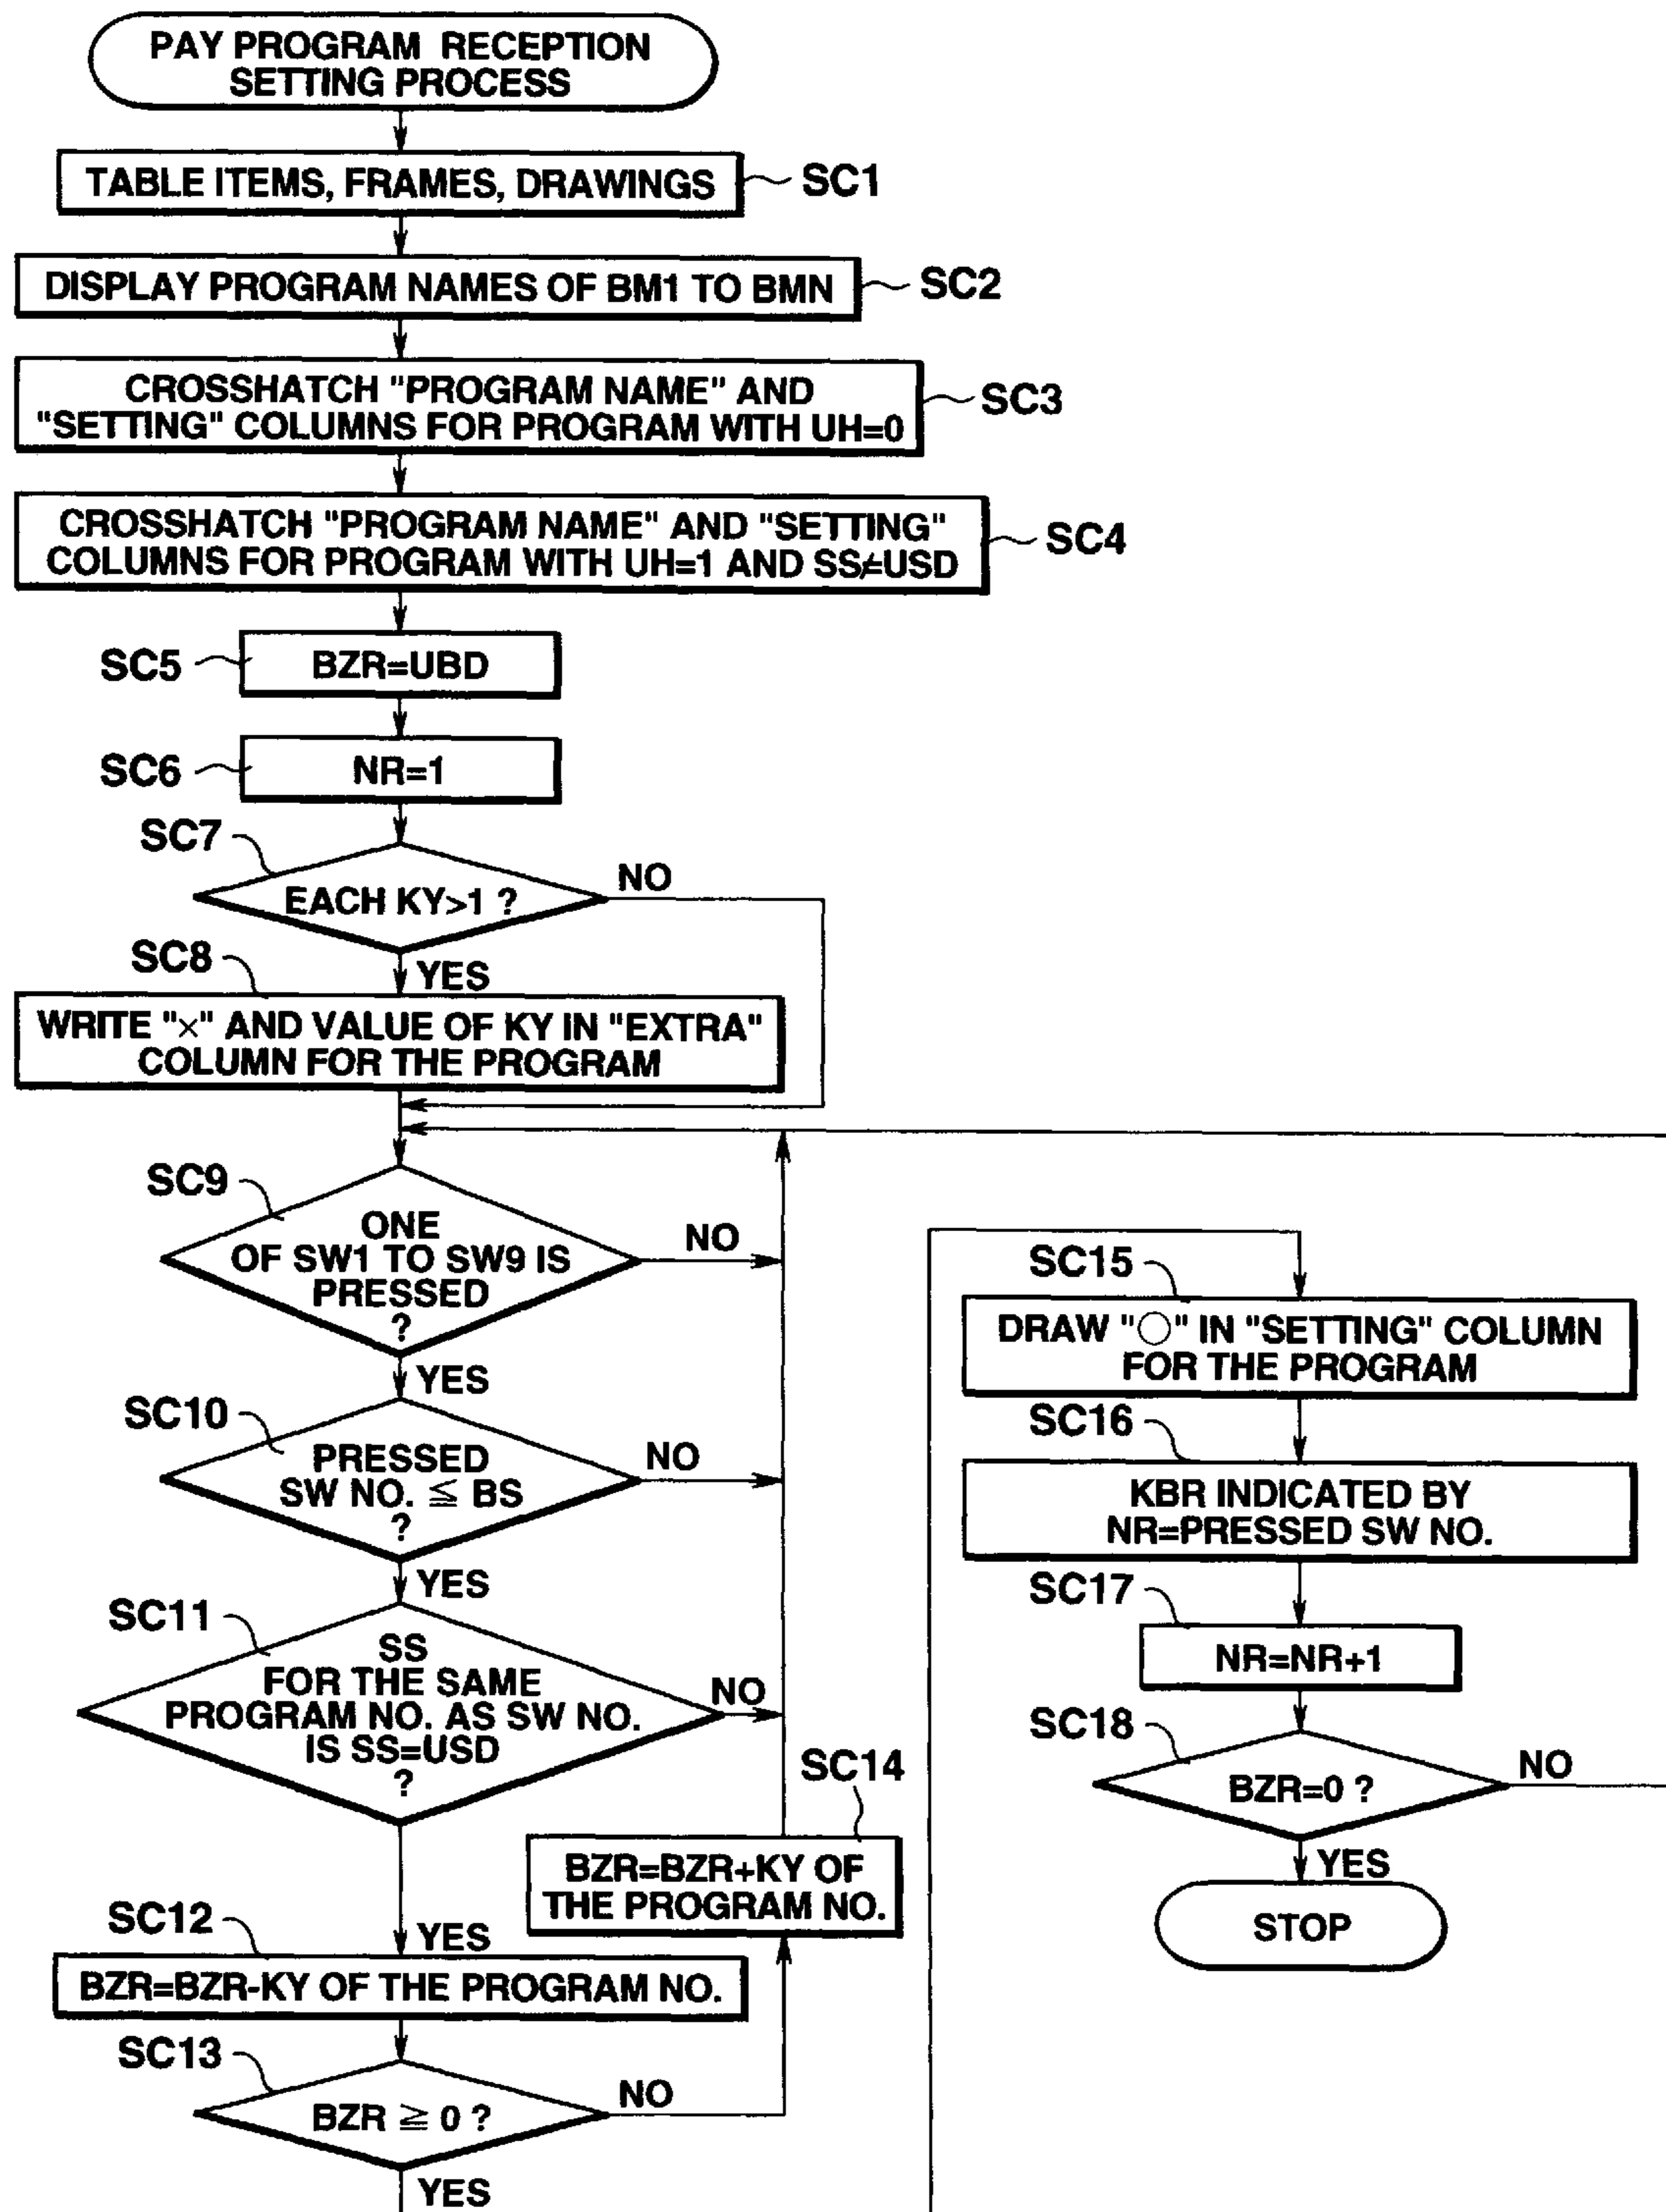 PAY PROGRAM RECEPTION
SETTING PROCESS
TABLE ITEMS, FRAMES, DRAWINGS
SC1
DISPLAY PROGRAM NAMES OF BM1 TO BMN
SC2
CROSSHATCH "PROGRAM NAME" AND
"SETTING" COLUMNS FOR PROGRAM WITH UH=0
SC3
CROSSHATCH "PROGRAM NAME" AND "SETTING"
COLUMNS FOR PROGRAM WITH UH=1 AND SS≠USD
SC4
SC5
BZR=UBD
SC6
NR=1
SC7
EACH KY>1 ?
NO
YES
SC8
WRITE "×" AND VALUE OF KY IN "EXTRA"
COLUMN FOR THE PROGRAM
SC9
ONE
OF SW1 TO SW9 IS
PRESSED
?
NO
YES
SC10
PRESSED
SW NO. ≦ BS
?
NO
YES
SC11
SS
FOR THE SAME
PROGRAM NO. AS SW NO.
IS SS=USD
?
NO
YES
SC12
BZR=BZR-KY OF THE PROGRAM NO.
SC13
BZR ≧ 0 ?
NO
YES
SC14
BZR=BZR+KY OF
THE PROGRAM NO.
SC15
DRAW "○" IN "SETTING" COLUMN
FOR THE PROGRAM
SC16
KBR INDICATED BY
NR=PRESSED SW NO.
SC17
NR=NR+1
SC18
BZR=0 ?
NO
YES
STOP